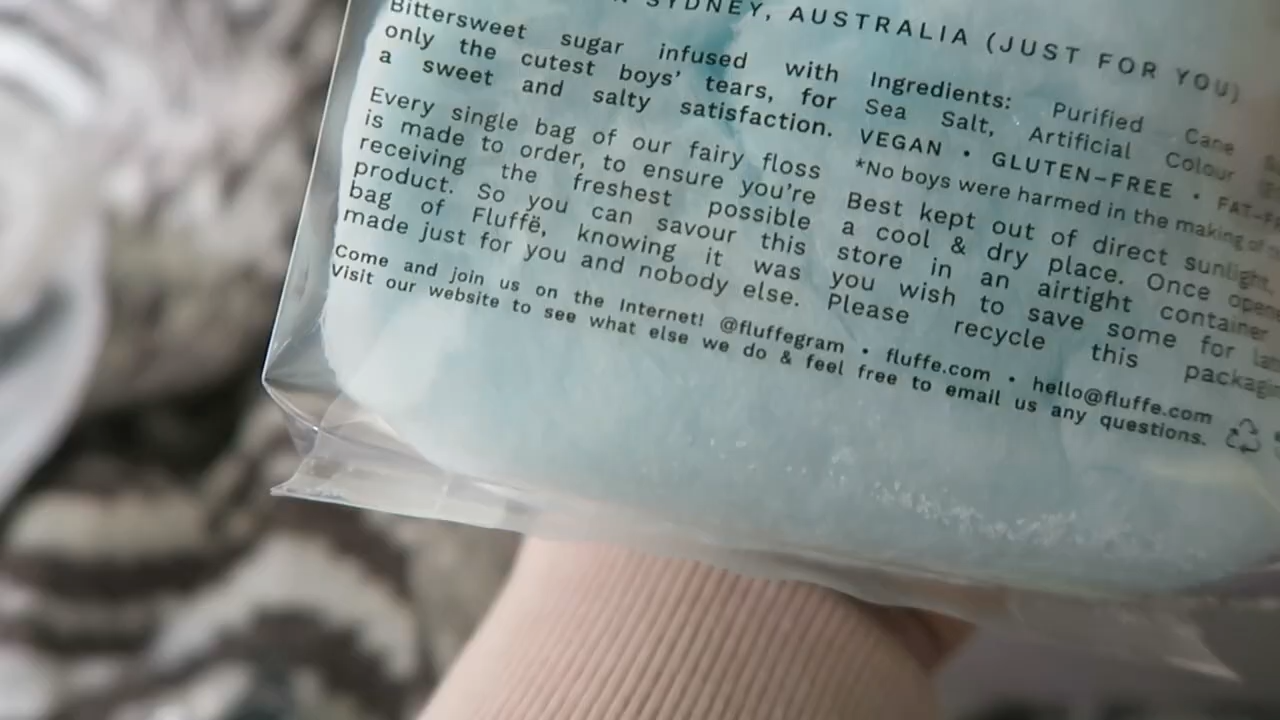 SYDNEY, AUSTRALIA (JUST FOR YOU)
Bittersweet sugar infused with
only the cutest boys' tears, for
a sweet and salty satisfaction.
Every single bag of our fairy floss
is made to order, to ensure you're
receiving the freshest possible
product. So you can savour this
bag of Fluffë, knowing it was
made just for you and nobody else.
Ingredients: Purified Cane
Sea Salt, Artificial Colour
VEGAN • GLUTEN-FREE •
*No boys were harmed in the making of
Best kept out of direct sunlight,
a cool & dry place. Once
store in an airtight container
you wish to save some for
Please recycle this
Come and join us on the Internet! @fluffegram • fluffe.com • hello@fluffe.com
Visit our website to see what else we do & feel free to email us any questions.